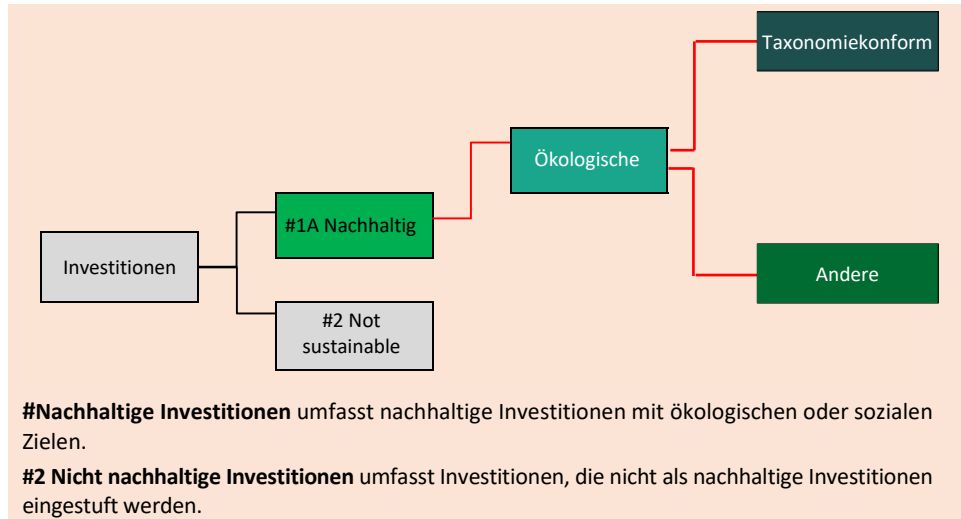 Taxonomiekonform
Ökologische
#1A Nachhaltig
Investitionen
Andere
#2 Not
sustainable
#Nachhaltige Investitionen umfasst nachhaltige Investitionen mit ökologischen oder sozialen
Zielen.
#2 Nicht nachhaltige Investitionen umfasst Investitionen, die nicht als nachhaltige Investitionen
eingestuft werden.